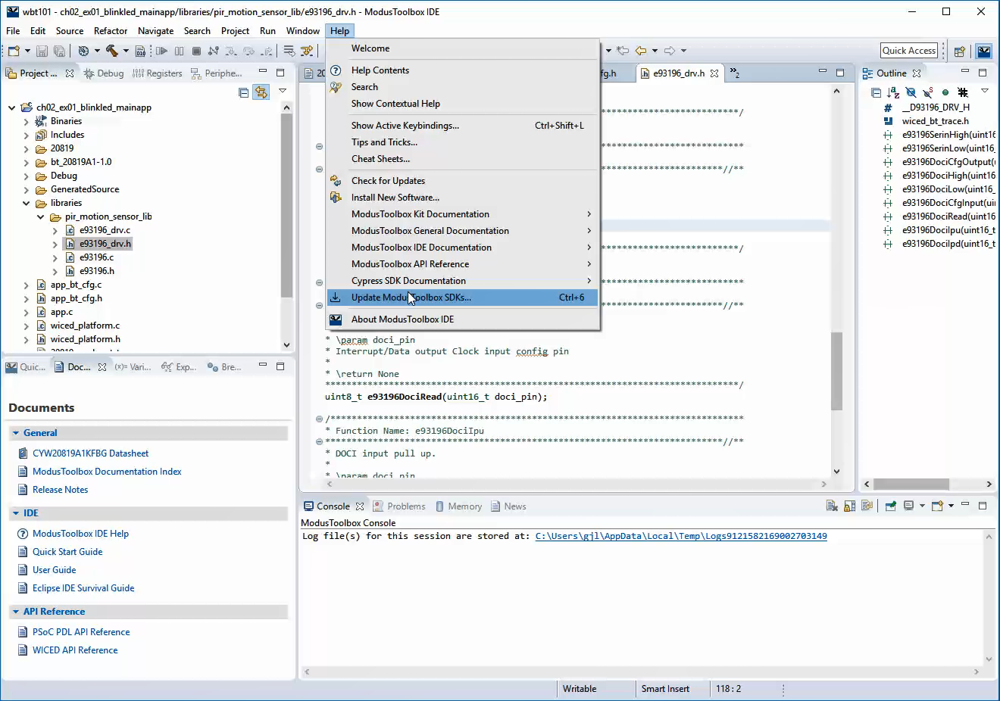 wbt101 - ch02_ex01_blinkled_mainapp/libraries/pir_motion_sensor_lib/e93196_drv.h - ModusToolbox IDE
File Edit Source Refactor Navigate Search Project Run Window Help
Quick Access
Project ... Debug Registers Periphe...
ch02_ex01_blinkled_mainapp
Binaries
Includes
20819
bt_20819A1-1.0
Debug
GeneratedSource
libraries
pir_motion_sensor_lib
e93196_drv.c
e93196_drv.h
e93196.c
e93196.h
app_bt_cfg.c
app_bt_cfg.h
app.c
wiced_platform.c
wiced_platform.h
Welcome
Help Contents
Search
Show Contextual Help
Show Active Keybindings... Ctrl+Shift+L
Tips and Tricks...
Cheat Sheets...
Check for Updates
Install New Software...
ModusToolbox Kit Documentation
ModusToolbox General Documentation
ModusToolbox IDE Documentation
ModusToolbox API Reference
Cypress SDK Documentation
Update ModusToolbox SDKs... Ctrl+6
About ModusToolbox IDE
20
fg.h e93196_drv.h »2
* \param doci_pin
* Interrupt/Data output Clock input config pin
*
* \return None
*******************************************************************************/
uint8_t e93196DociRead(uint16_t doci_pin);
/*******************************************************************************
* Function Name: e93196DociIpu
****************************************************************************//**
* DOCI input pull up.
*
* \param doci_pin
Outline
# __D93196_DRV_H
wiced_bt_trace.h
e93196SerinHigh(uint16
e93196SerinLow(uint16_
e93196DociCfgOutput(u
e93196DociHigh(uint16_
e93196DociLow(uint16_
e93196DociCfgInput(uin
e93196DociRead(uint16_
e93196DociIpu(uint16_t
e93196DociIpd(uint16_t
Quic... Doc... (x)= Vari... Exp... Bre...
Documents
General
CYW20819A1KFBG Datasheet
ModusToolbox Documentation Index
Release Notes
IDE
ModusToolbox IDE Help
Quick Start Guide
User Guide
Eclipse IDE Survival Guide
API Reference
PSoC PDL API Reference
WICED API Reference
Console Problems Memory News
ModusToolbox Console
Log file(s) for this session are stored at: C:\Users\gjl\AppData\Local\Temp\Logs9121582169002703149
Writable Smart Insert 118 : 2